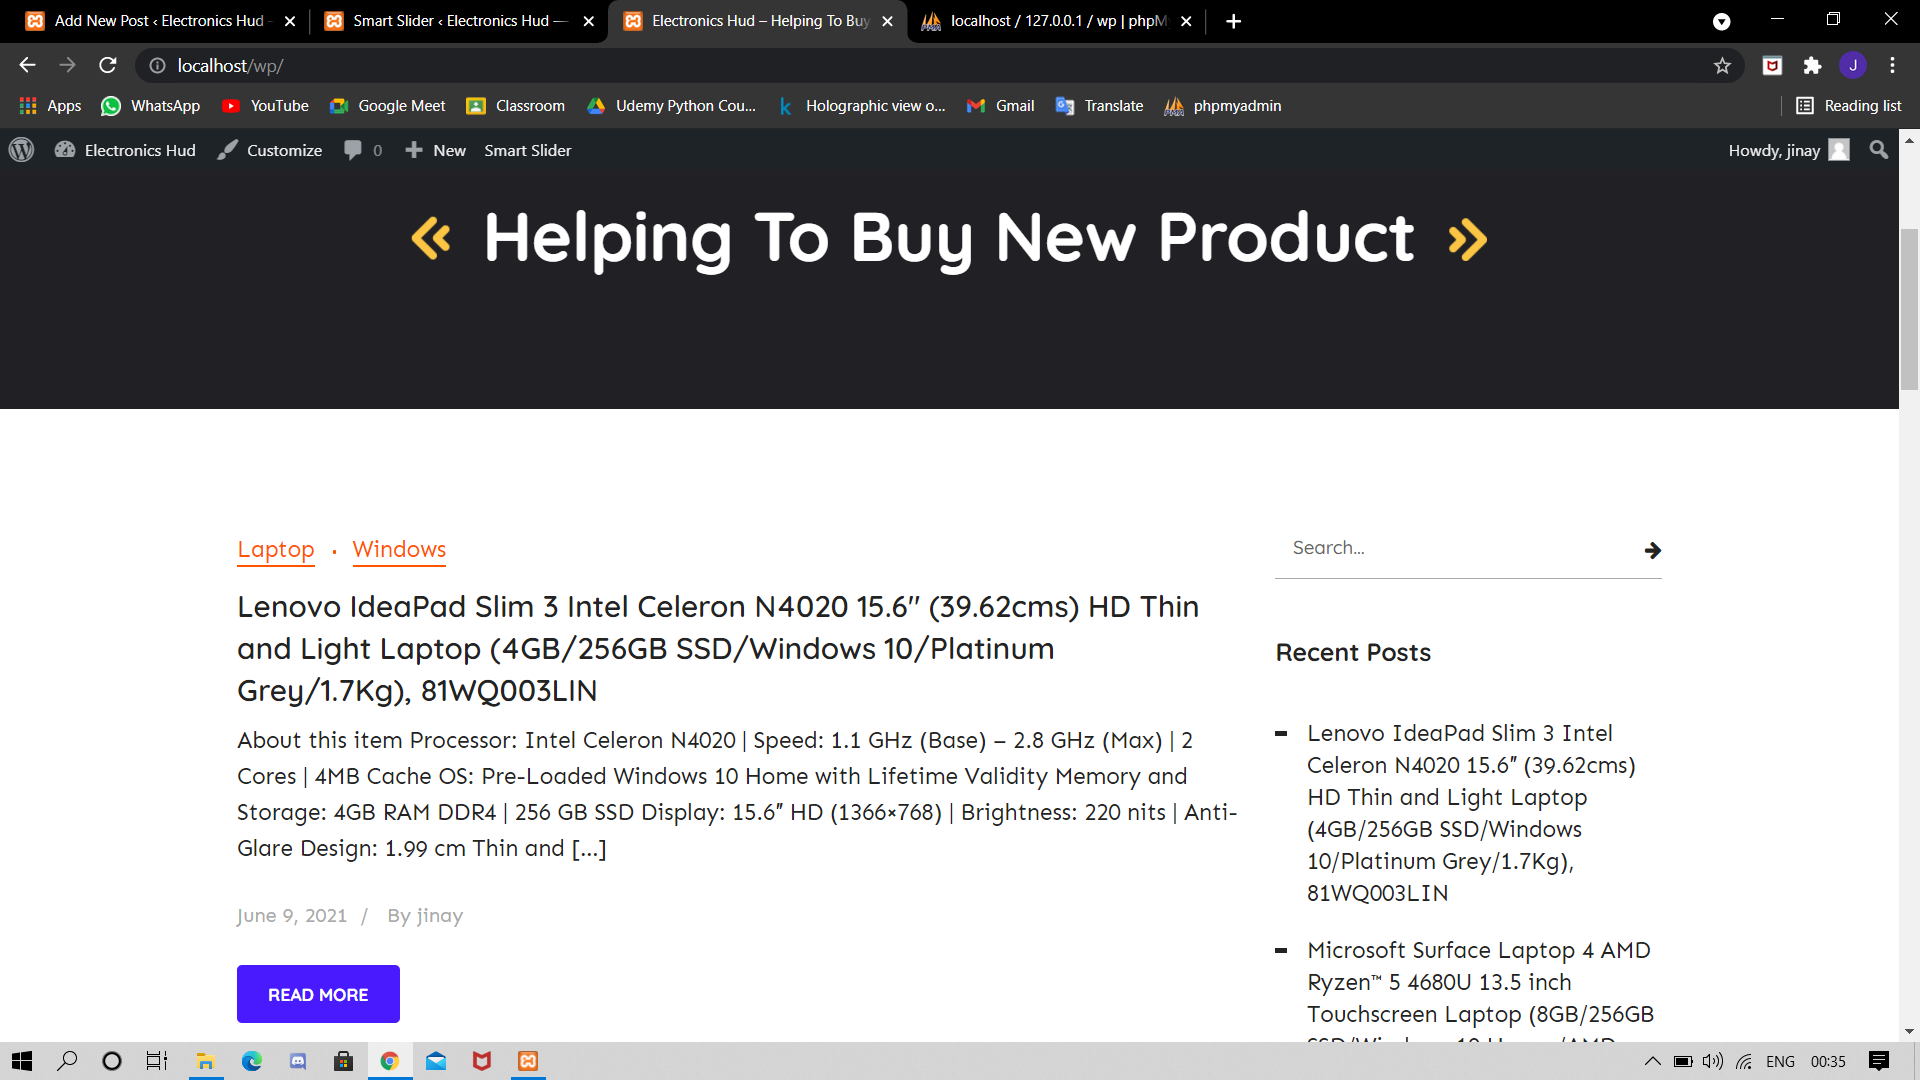 Add New Post ‹ Electronics Hud -
Smart Slider ‹ Electronics Hud —
Electronics Hud – Helping To Buy
localhost / 127.0.0.1 / wp | phpM
localhost/wp/
J
Apps
WhatsApp
YouTube
Google Meet
Classroom
Udemy Python Cou...
Holographic view o...
Gmail
Translate
phpmyadmin
Reading list
Electronics Hud
Customize
0
New
Smart Slider
Howdy, jinay
« Helping To Buy New Product »
Laptop · Windows
Lenovo IdeaPad Slim 3 Intel Celeron N4020 15.6″ (39.62cms) HD Thin
and Light Laptop (4GB/256GB SSD/Windows 10/Platinum
Grey/1.7Kg), 81WQ003LIN
About this item Processor: Intel Celeron N4020 | Speed: 1.1 GHz (Base) – 2.8 GHz (Max) | 2
Cores | 4MB Cache OS: Pre-Loaded Windows 10 Home with Lifetime Validity Memory and
Storage: 4GB RAM DDR4 | 256 GB SSD Display: 15.6″ HD (1366×768) | Brightness: 220 nits | Anti-
Glare Design: 1.99 cm Thin and […]
June 9, 2021 / By jinay
READ MORE
Search…
Recent Posts
Lenovo IdeaPad Slim 3 Intel
Celeron N4020 15.6″ (39.62cms)
HD Thin and Light Laptop
(4GB/256GB SSD/Windows
10/Platinum Grey/1.7Kg),
81WQ003LIN
Microsoft Surface Laptop 4 AMD
Ryzen™ 5 4680U 13.5 inch
Touchscreen Laptop (8GB/256GB
ENG
00:35